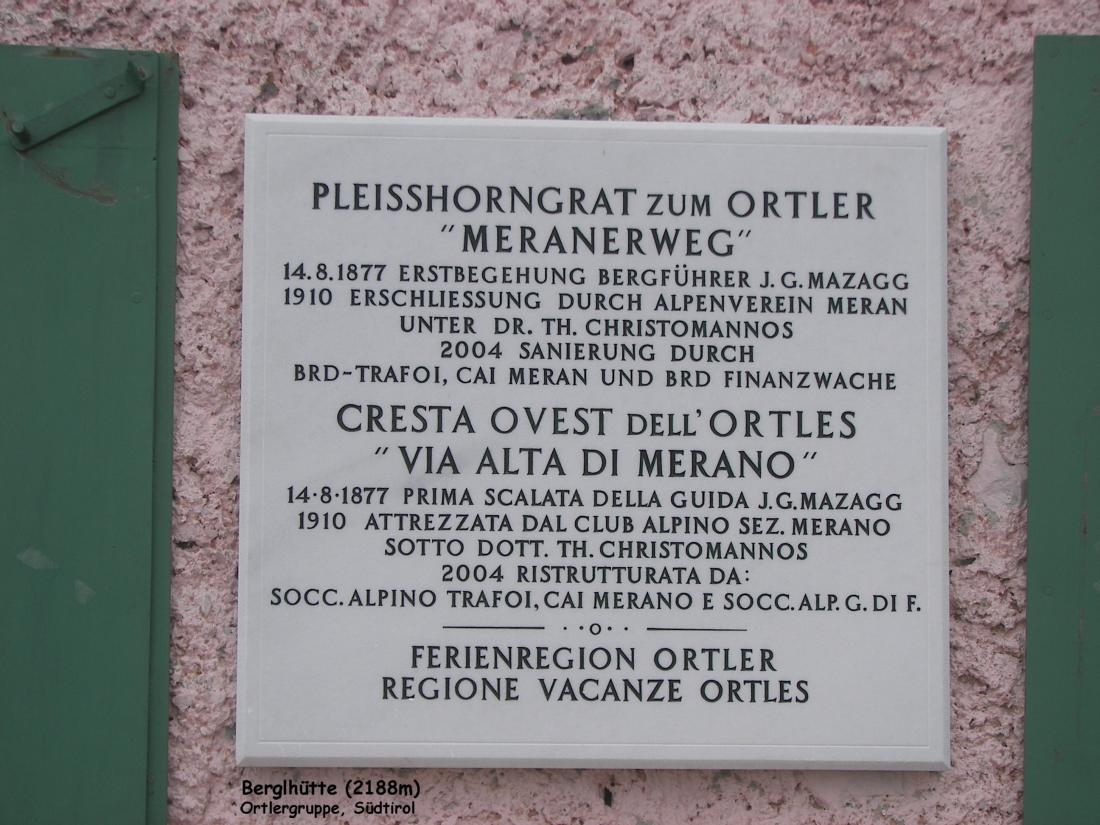 PLEISSHORNGRAT ZUM ORTLER
"MERANERWEG"
14.8.1877 ERSTBEGEHUNG BERGFÜHRER J.G.MAZAGG
1910 ERSCHLIESSUNG DURCH ALPENVEREIN MERAN
UNTER DR. TH. CHRISTOMANNOS
2004 SANIERUNG DURCH
BRD-TRAFOI, CAI MERAN UND BRD FINANZWACHE
CRESTA OVEST DELL'ORTLES
"VIA ALTA DI MERANO"
14·8·1877 PRIMA SCALATA DELLA GUIDA J.G.MAZAGG
1910 ATTREZZATA DAL CLUB ALPINO SEZ. MERANO
SOTTO DOTT. TH. CHRISTOMANNOS
2004 RISTRUTTURATA DA:
SOCC. ALPINO TRAFOI, CAI MERANO E SOCC. ALP. G. DI F.
FERIENREGION ORTLER
REGIONE VACANZE ORTLES
Berglhütte (2188m)
Ortlergruppe, Südtirol